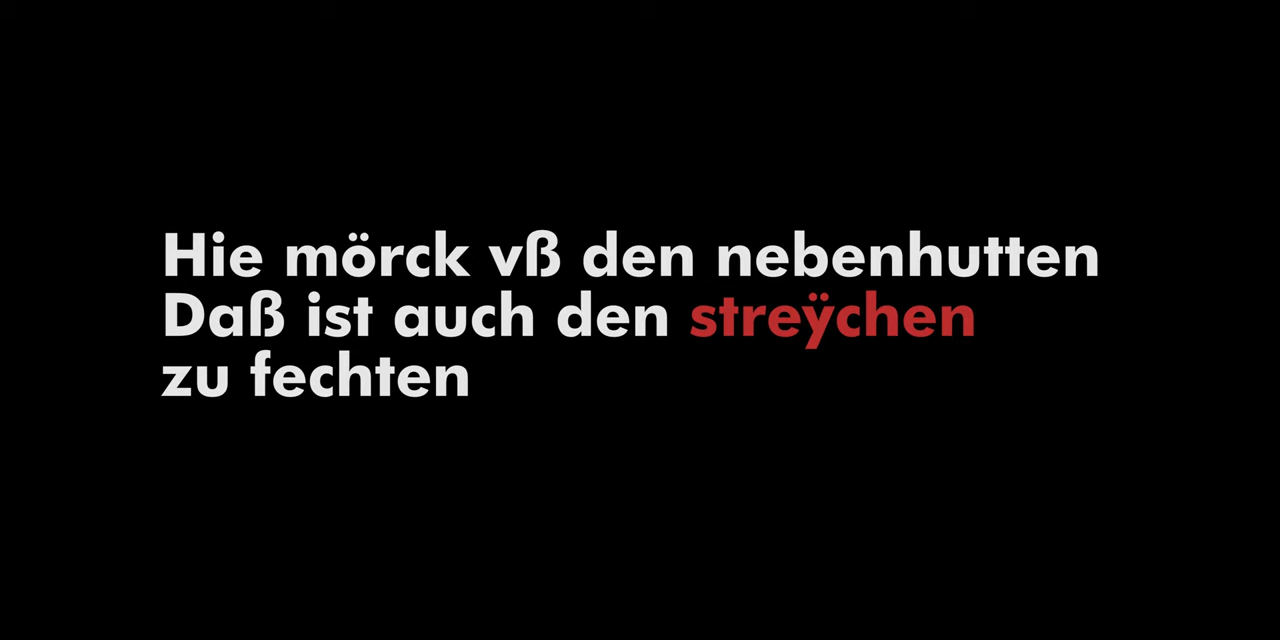 Hie mörck vß den nebenhutten
Daß ist auch den streÿchen
zu fechten